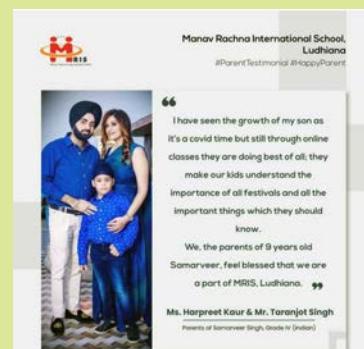 MRIS
Manav Rachna International School,
Ludhiana
#ParentTestimonial #HappyParent
“
I have seen the growth of my son as
it's a covid time but still through online
classes they are doing best of all; they
make our kids understand the
importance of all festivals and all the
important things which they should
know.
We, the parents of 9 years old
Samarveer, feel blessed that we are
a part of MRIS, Ludhiana. ”
Ms. Harpreet Kaur & Mr. Taranjot Singh
Parents of Samarveer Singh, Grade IV (Indian)